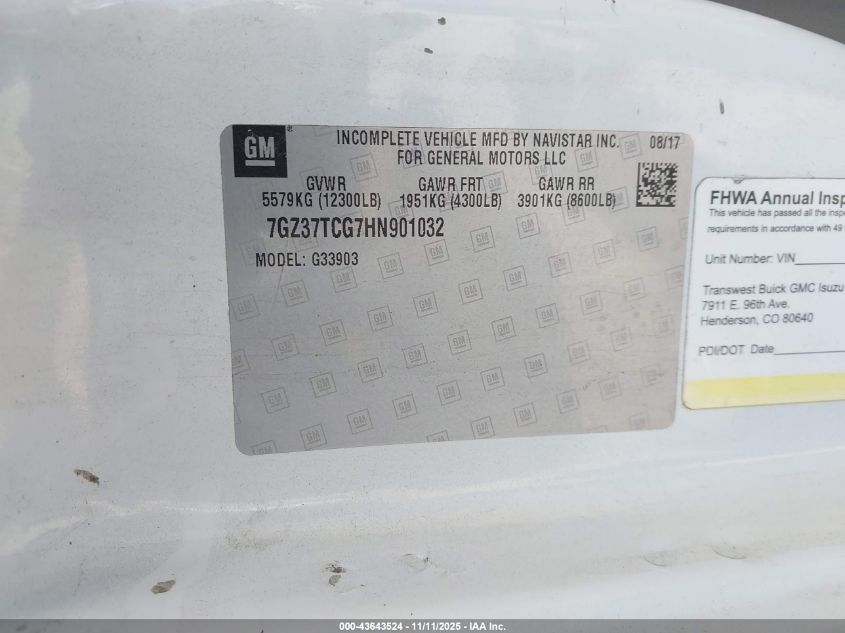 GM
INCOMPLETE VEHICLE MFD BY NAVISTAR INC. 08/17
FOR GENERAL MOTORS LLC
GVWR GAWR FRT GAWR RR
5579KG (12300LB) 1951KG (4300LB) 3901KG (8600LB)
7GZ37TCG7HN901032
MODEL: G33903
FHWA Annual Insp
This vehicle has passed all the inspe
requirements in accordance with 49
Unit Number: VIN
Transwest Buick GMC Isuzu
7911 E. 96th Ave.
Henderson, CO 80640
PDI/DOT Date
000-43643524 - 11/11/2025 - IAA Inc.